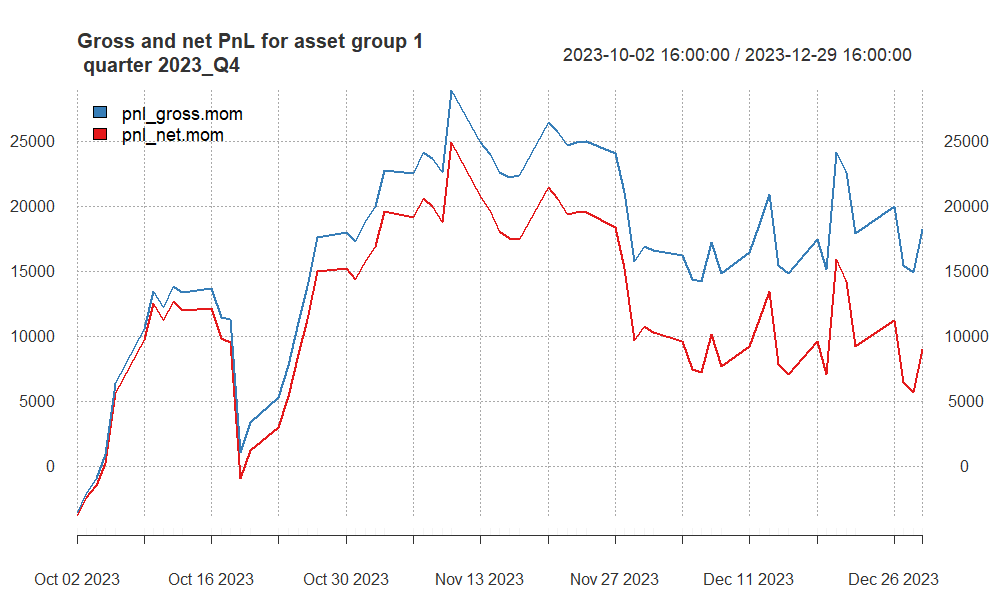 Gross and net PnL for asset group 1
quarter 2023_Q4
2023-10-02 16:00:00 / 2023-12-29 16:00:00
pnl_gross.mom
pnl_net.mom
25000 25000
20000 20000
15000 15000
10000 10000
5000 5000
0 0
Oct 02 2023 Oct 16 2023 Oct 30 2023 Nov 13 2023 Nov 27 2023 Dec 11 2023 Dec 26 2023